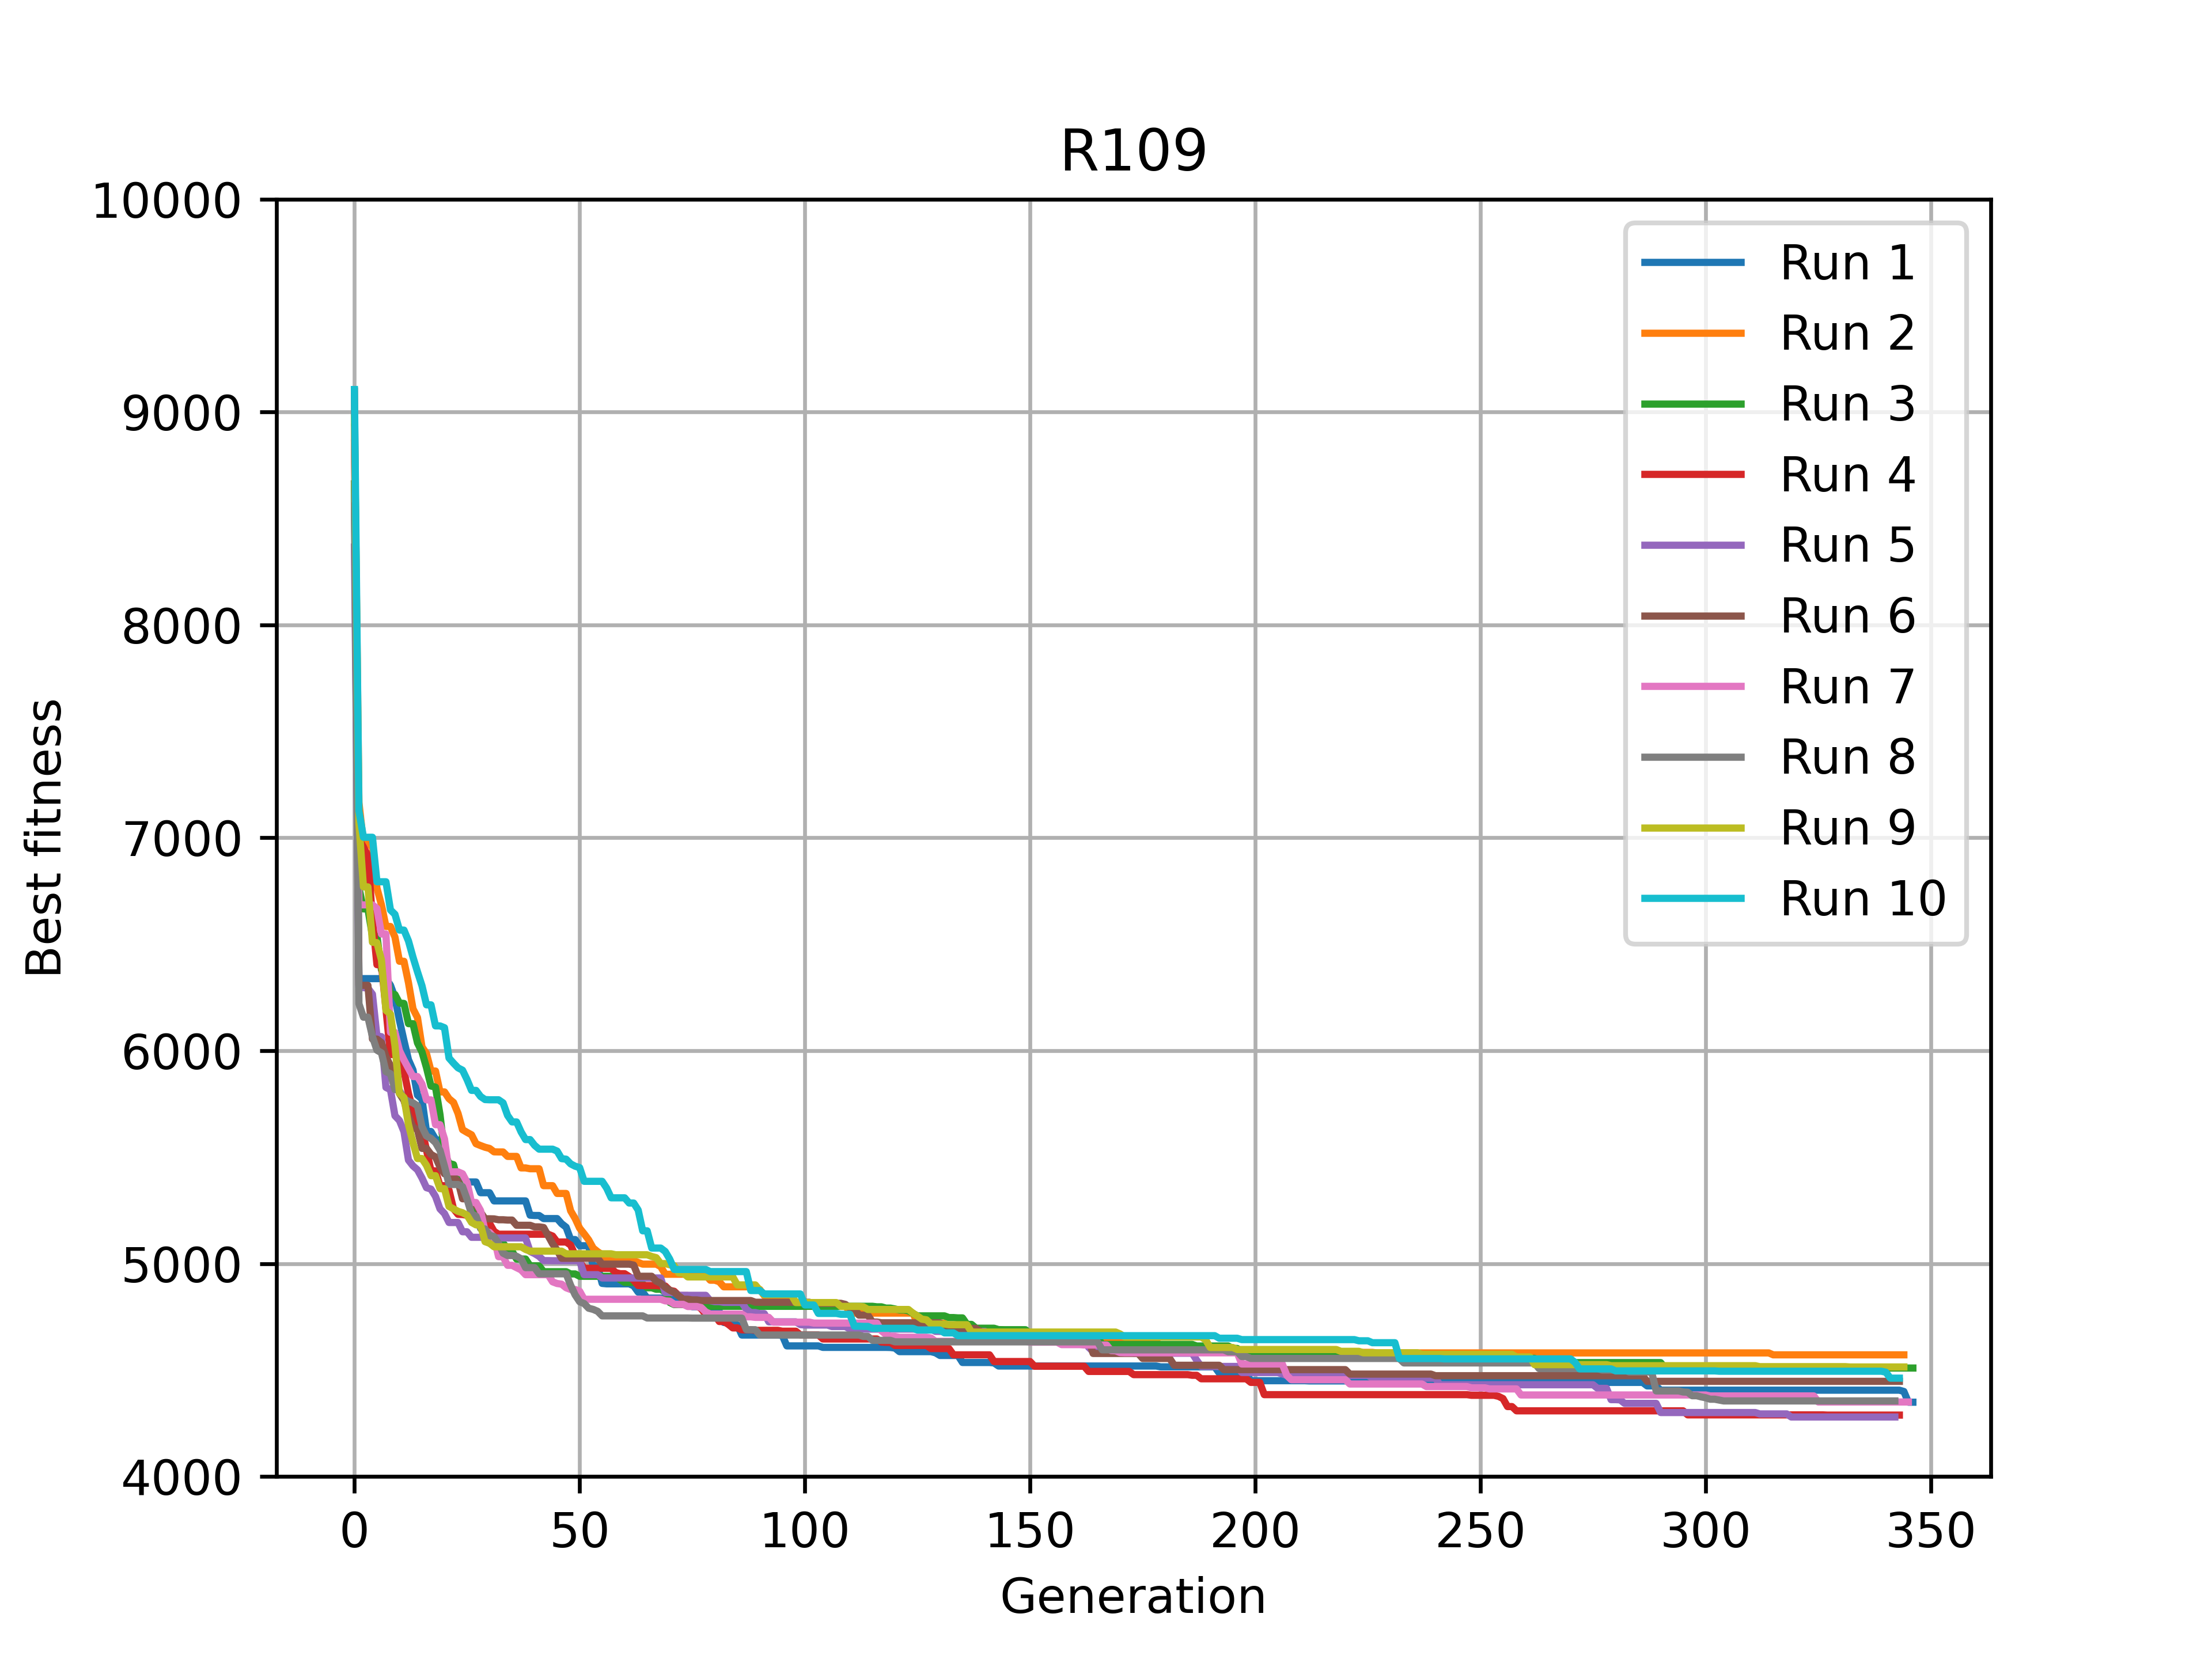 R109
10000
9000
8000
7000
6000
5000
4000
Best fitness
0 50 100 150 200 250 300 350
Generation
Run 1
Run 2
Run 3
Run 4
Run 5
Run 6
Run 7
Run 8
Run 9
Run 10